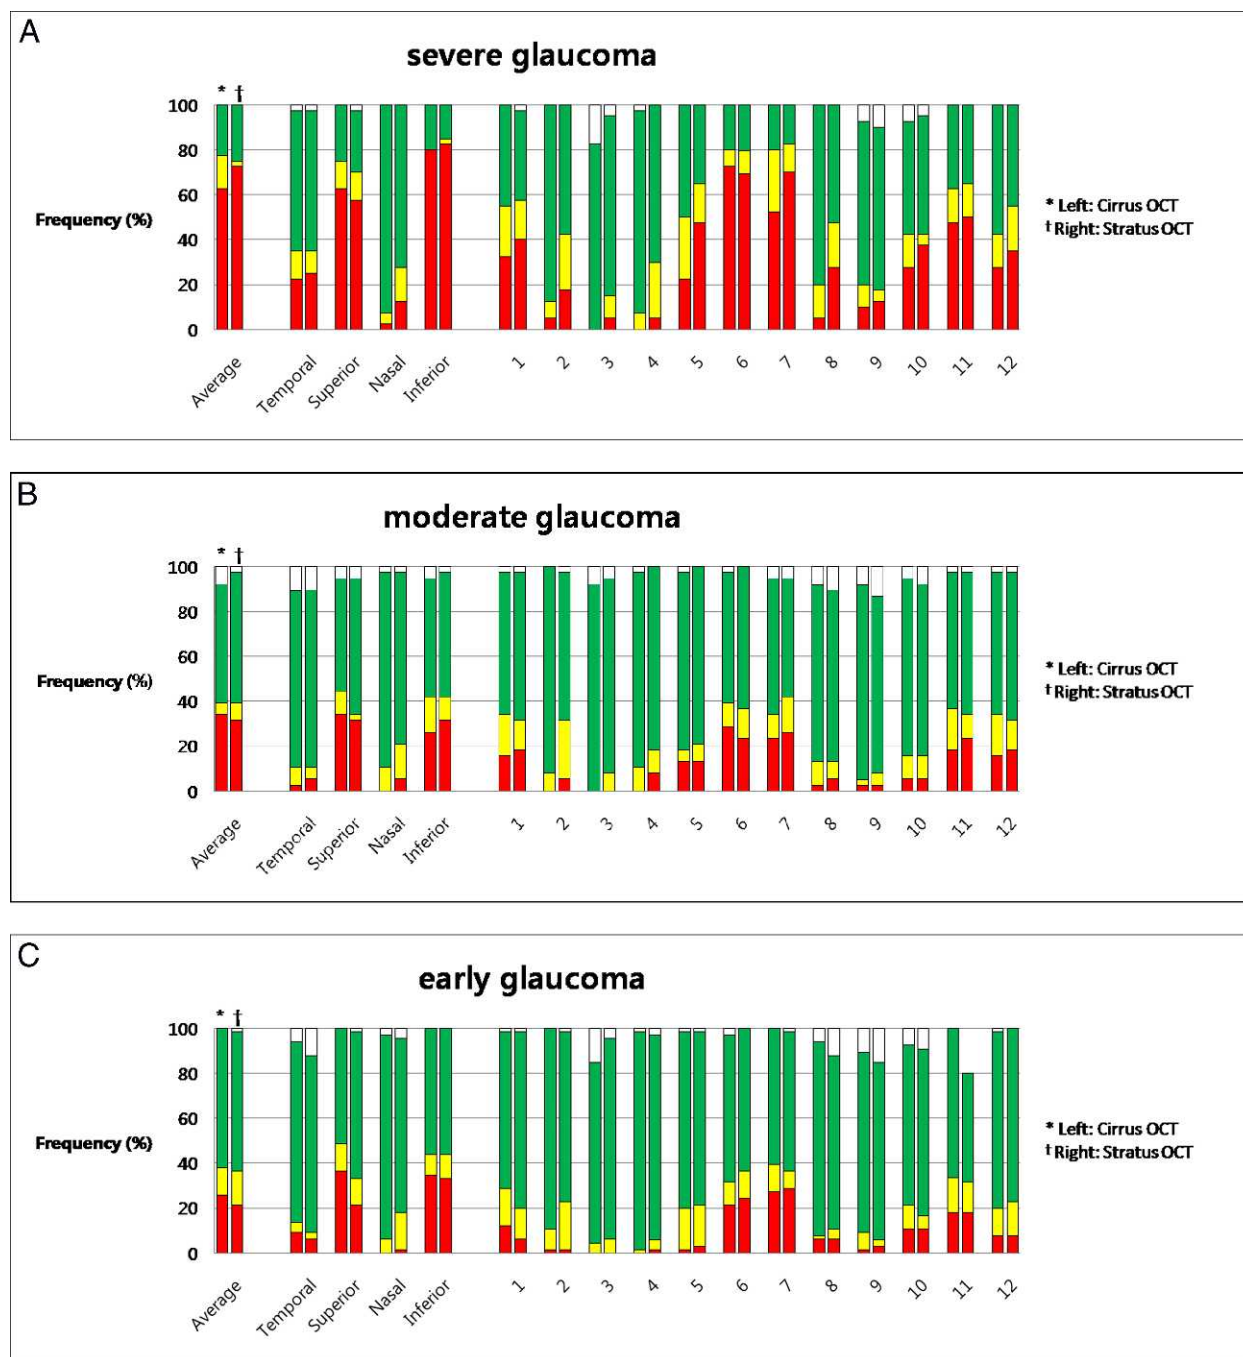 A
severe glaucoma
* †
100
80
60
40
20
0
Frequency (%)
* Left: Cirrus OCT
† Right: Stratus OCT
Average Temporal Superior Nasal Inferior 1 2 3 4 5 6 7 8 9 10 11 12
B
moderate glaucoma
* †
100
80
60
40
20
0
Frequency (%)
* Left: Cirrus OCT
† Right: Stratus OCT
Average Temporal Superior Nasal Inferior 1 2 3 4 5 6 7 8 9 10 11 12
C
early glaucoma
* †
100
80
60
40
20
0
Frequency (%)
* Left: Cirrus OCT
† Right: Stratus OCT
Average Temporal Superior Nasal Inferior 1 2 3 4 5 6 7 8 9 10 11 12